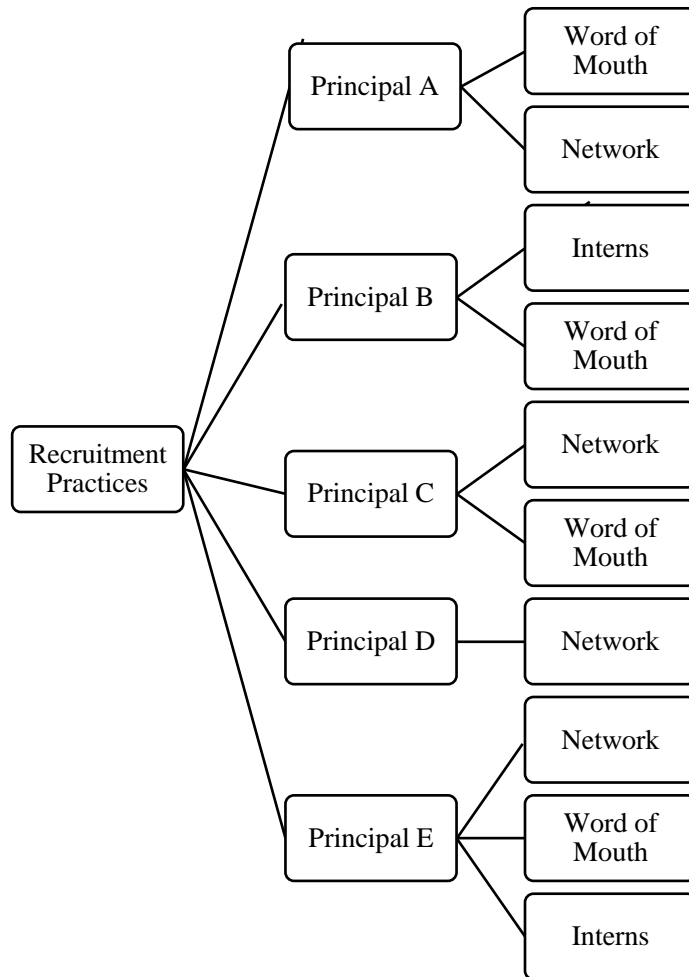 Recruitment
Practices
Principal A
Word of
Mouth
Network
Principal B
Interns
Word of
Mouth
Principal C
Network
Word of
Mouth
Principal D
Network
Principal E
Network
Word of
Mouth
Interns